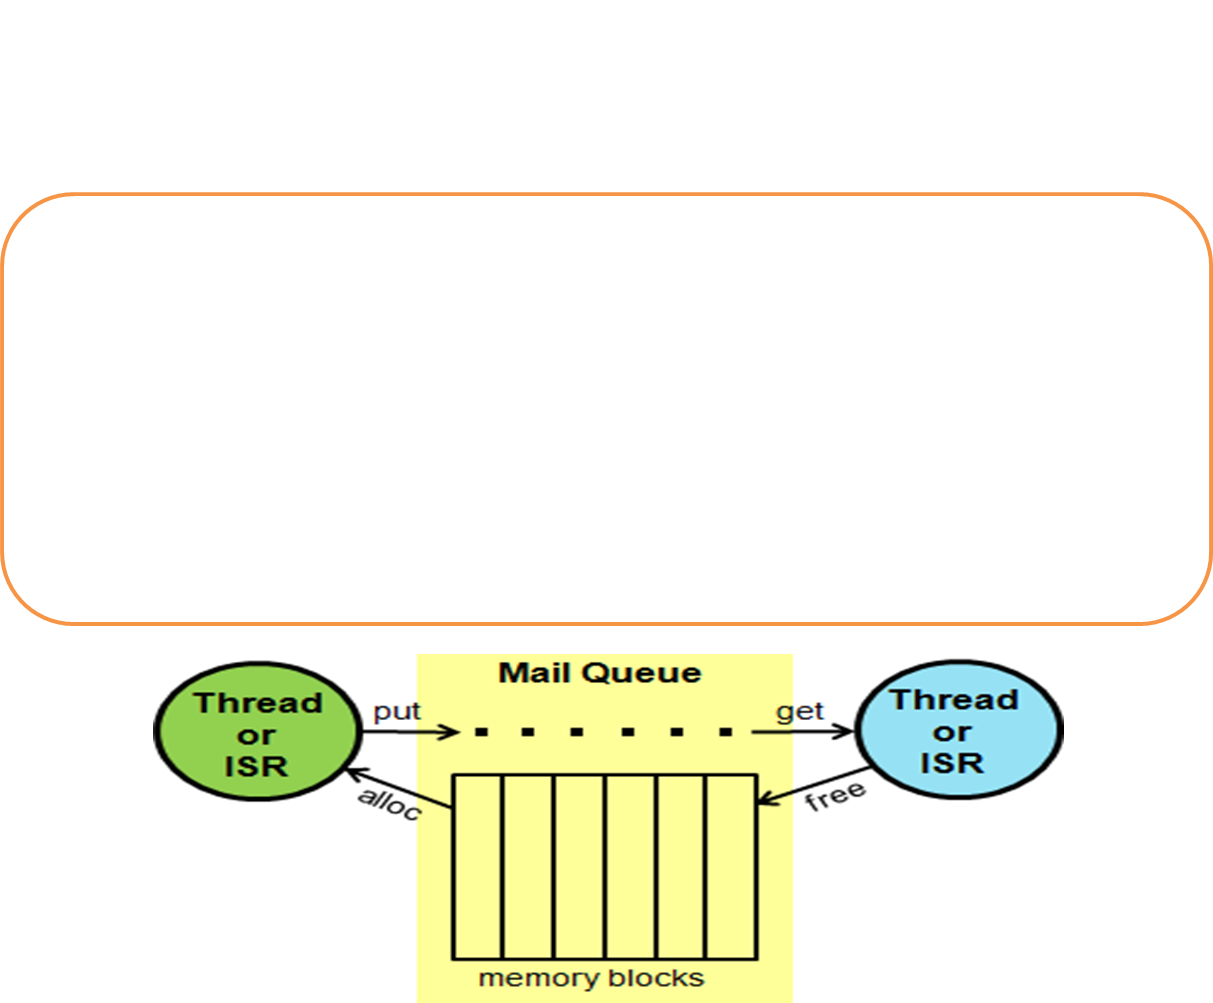 Mail Queue
Thread
or
ISR
put
get
Thread
or
ISR
alloc
free
memory blocks